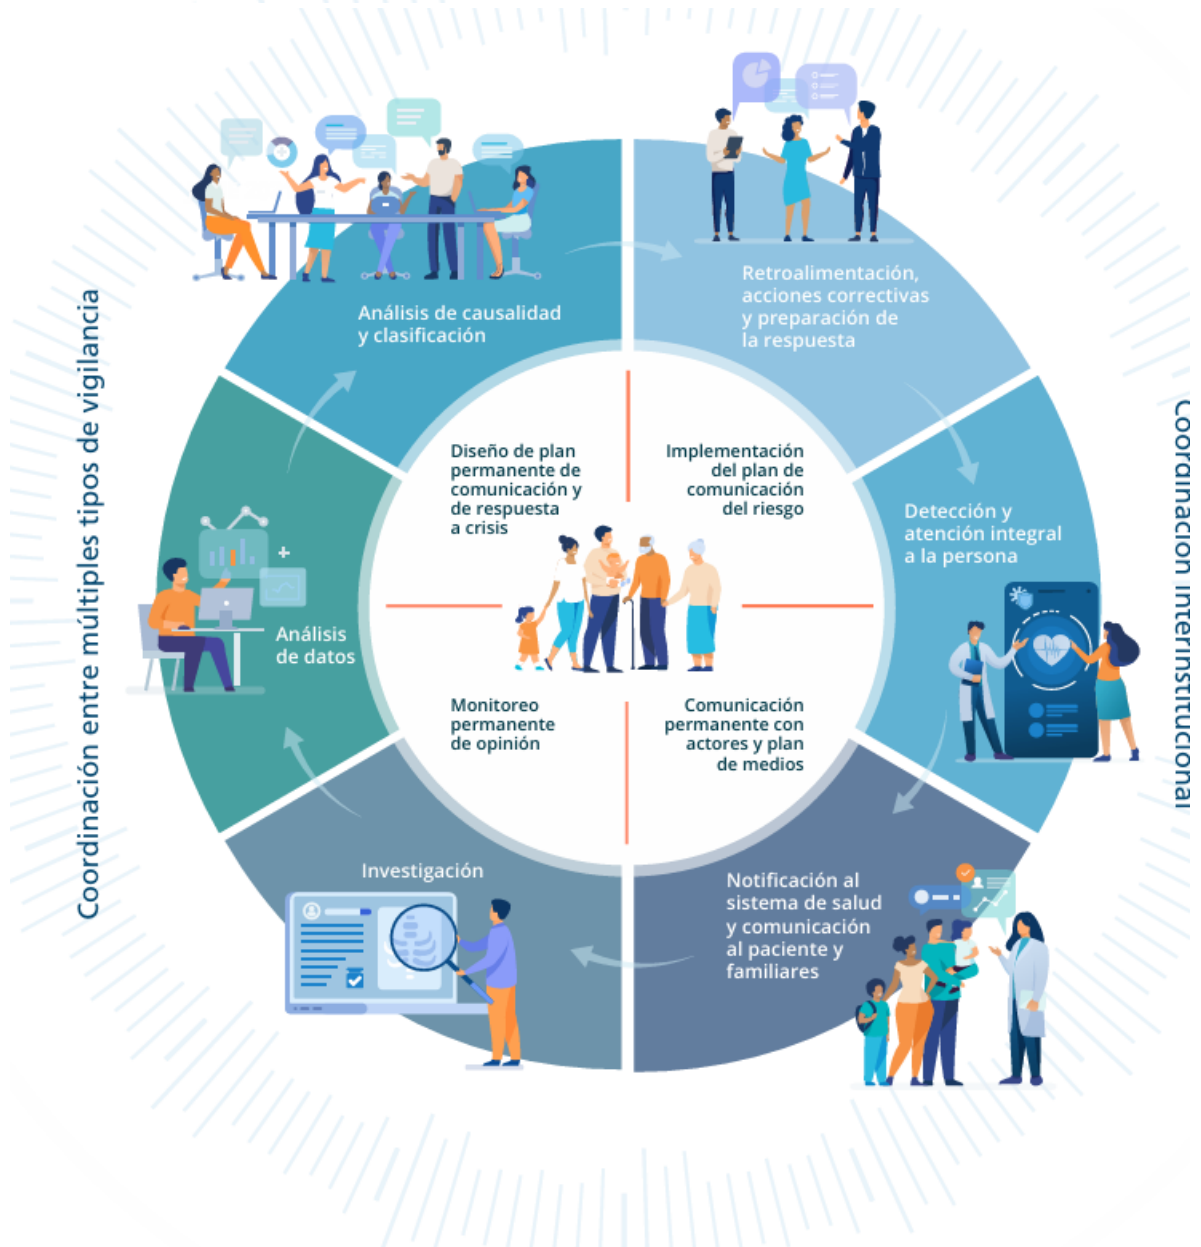 Coordinación entre múltiples tipos de vigilancia
Análisis de causalidad
y clasificación
Retroalimentación,
acciones correctivas
y preparación de
la respuesta
Detección y
atención integral
a la persona
Notificación al
sistema de salud
y comunicación
al paciente y
familiares
Investigación
Análisis
de datos
Diseño de plan
permanente de
comunicación y
de respuesta
a crisis
Implementación
del plan de
comunicación
del riesgo
Monitoreo
permanente
de opinión
Comunicación
permanente con
actores y plan
de medios
Coordinación interinstitucional